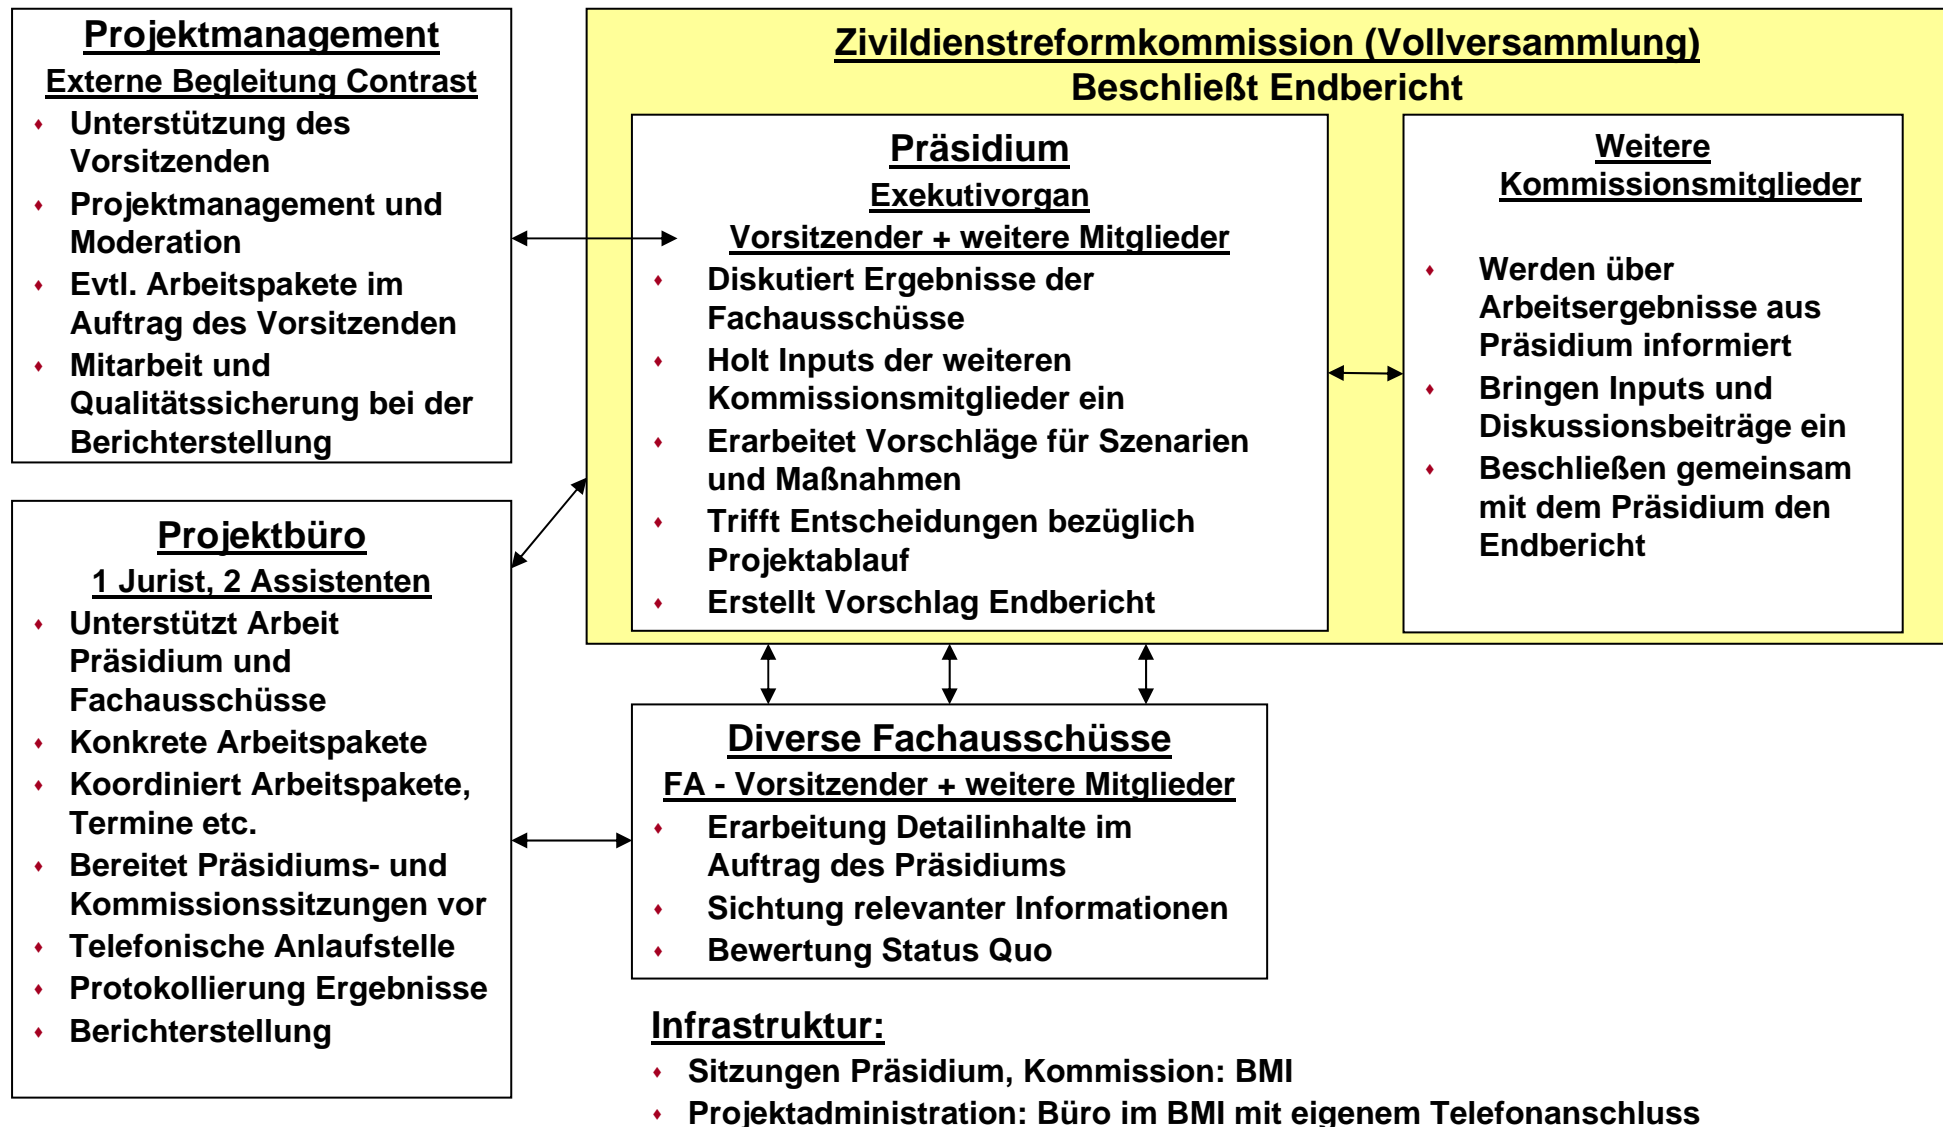 Projektmanagement
Externe Begleitung Contrast
♦ Unterstützung des
Vorsitzenden
♦ Projektmanagement und
Moderation
♦ Evtl. Arbeitspakete im
Auftrag des Vorsitzenden
♦ Mitarbeit und
Qualitätssicherung bei der
Berichterstellung
Projektbüro
1 Jurist, 2 Assistenten
♦ Unterstützt Arbeit
Präsidium und
Fachausschüsse
♦ Konkrete Arbeitspakete
♦ Koordiniert Arbeitspakete,
Termine etc.
♦ Bereitet Präsidiums- und
Kommissionssitzungen vor
♦ Telefonische Anlaufstelle
♦ Protokollierung Ergebnisse
♦ Berichterstellung
Zivildienstreformkommission (Vollversammlung)
Beschließt Endbericht
Präsidium
Exekutivorgan
Vorsitzender + weitere Mitglieder
♦ Diskutiert Ergebnisse der
Fachausschüsse
♦ Holt Inputs der weiteren
Kommissionsmitglieder ein
♦ Erarbeitet Vorschläge für Szenarien
und Maßnahmen
♦ Trifft Entscheidungen bezüglich
Projektablauf
♦ Erstellt Vorschlag Endbericht
Weitere
Kommissionsmitglieder
♦ Werden über
Arbeitsergebnisse aus
Präsidium informiert
♦ Bringen Inputs und
Diskussionsbeiträge ein
♦ Beschließen gemeinsam
mit dem Präsidium den
Endbericht
Diverse Fachausschüsse
FA - Vorsitzender + weitere Mitglieder
♦ Erarbeitung Detailinhalte im
Auftrag des Präsidiums
♦ Sichtung relevanter Informationen
♦ Bewertung Status Quo
Infrastruktur:
♦ Sitzungen Präsidium, Kommission: BMI
♦ Projektadministration: Büro im BMI mit eigenem Telefonanschluss